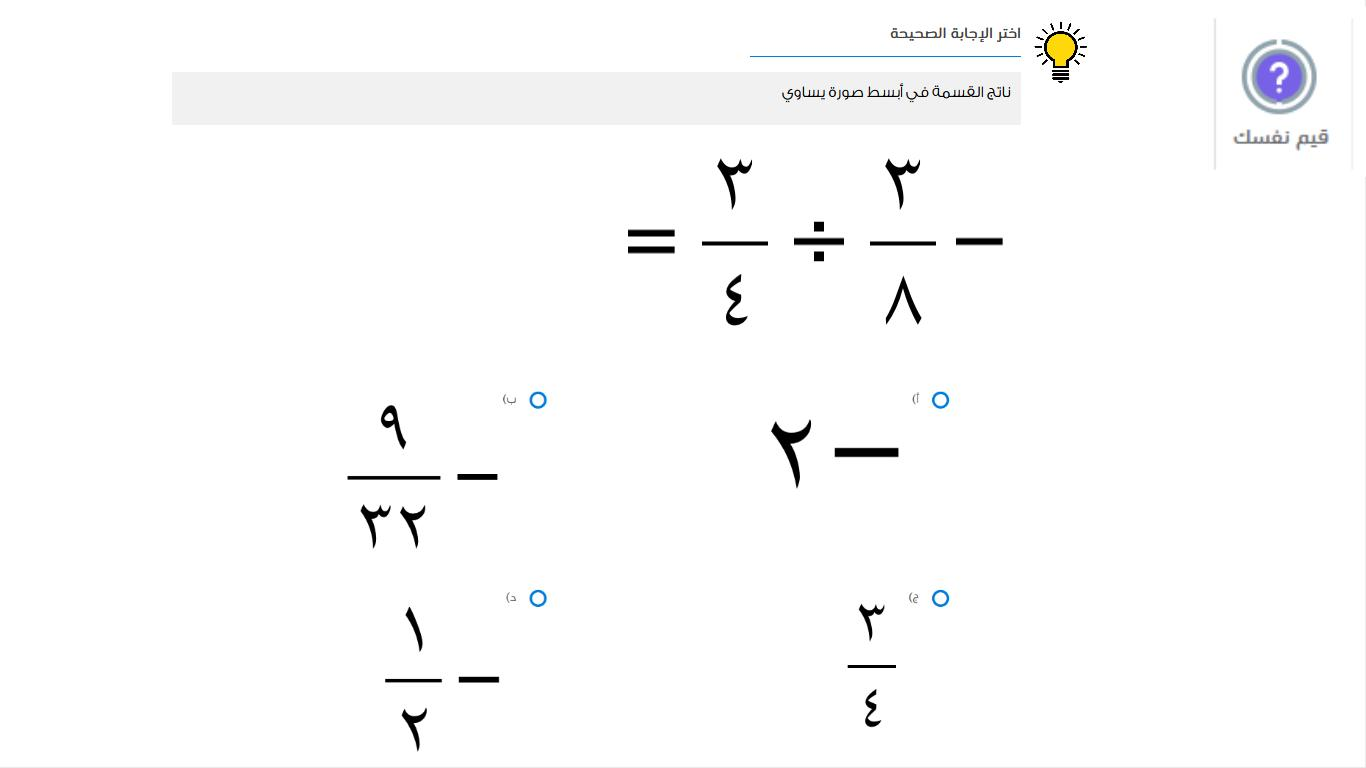 اختر الإجابة الصحيحة
?
قيم نفسك
ناتج القسمة في أبسط صورة يساوي
− ٣/٨ ÷ ٣/٤ =
أ) − ٢
ب) − ٩/٣٢
ج) ٣/٤
د) − ١/٢